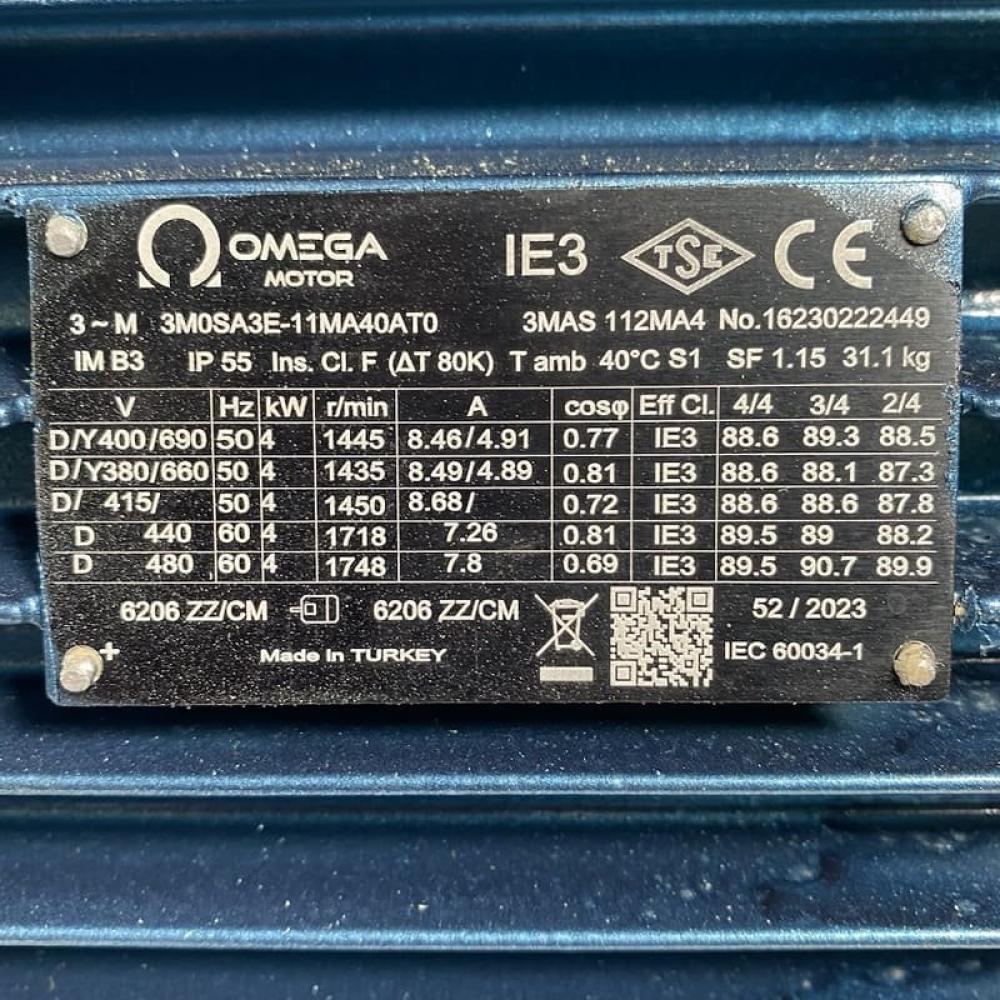 OMEGA MOTOR IE3 TSE CE
3~M 3M0SA3E-11MA40AT0 3MAS 112MA4 No.16230222449
IM B3 IP 55 Ins. Cl. F (ΔT 80K) T amb 40°C S1 SF 1.15 31.1 kg
V Hz kW r/min A cosφ Eff Cl. 4/4 3/4 2/4
D/Y400/690 50 4 1445 8.46/4.91 0.77 IE3 88.6 89.3 88.5
D/Y380/660 50 4 1435 8.49/4.89 0.81 IE3 88.6 88.1 87.3
D/ 415/ 50 4 1450 8.68/ 0.72 IE3 88.6 88.6 87.8
D 440 60 4 1718 7.26 0.81 IE3 89.5 89 88.2
D 480 60 4 1748 7.8 0.69 IE3 89.5 90.7 89.9
6206 ZZ/CM 6206 ZZ/CM 52 / 2023
Made in TURKEY IEC 60034-1